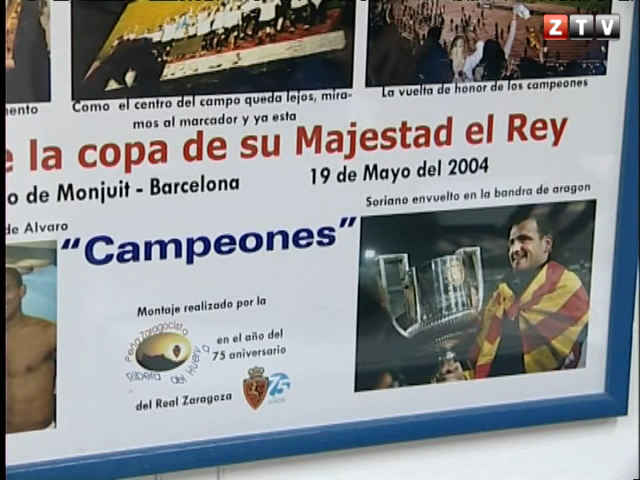 ZTV
mento
Como el centro del campo queda lejos, mira-
mos al marcador y ya esta
La vuelta de honor de los campeones
e la copa de su Majestad el Rey
o de Monjuit - Barcelona
19 de Mayo del 2004
de Alvaro
Soriano envuelto en la bandra de aragon
"Campeones"
Montaje realizado por la
Peña Zaragocista
Ribera del Huerva
en el año del
75 aniversario
del Real Zaragoza
75